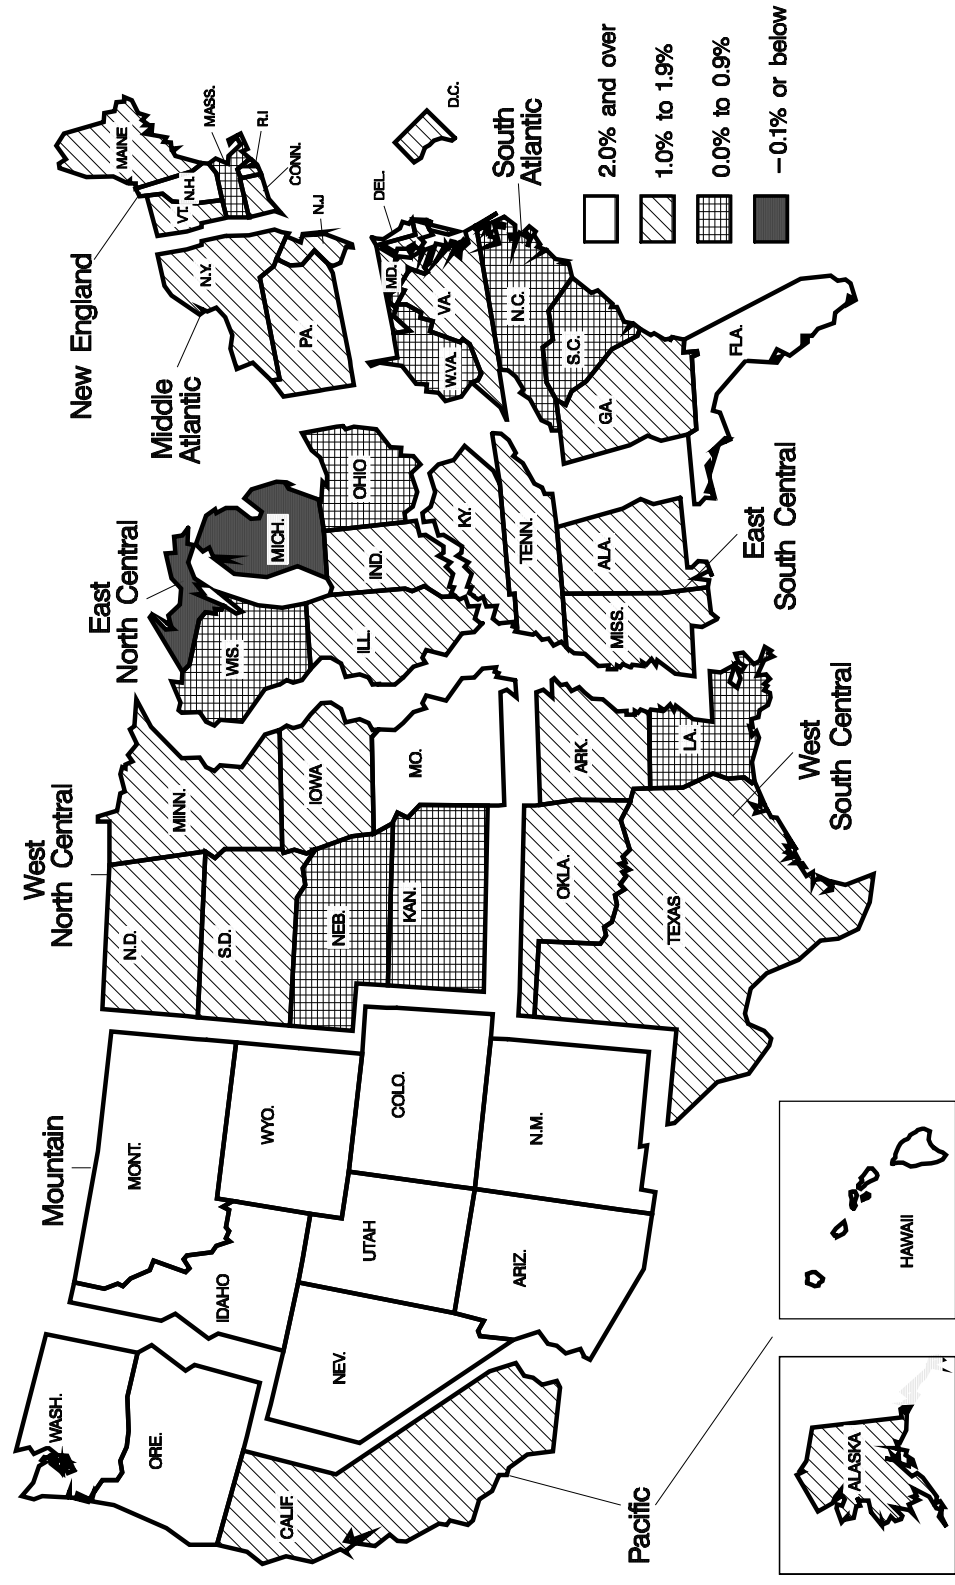 New England
Middle
Atlantic
East
North Central
West
North Central
Mountain
Pacific
South
Atlantic
East
South Central
West
South Central
MAINE
N.H.
VT.
MASS.
R.I
CONN.
N.Y.
N.J
PA.
DEL.
MD.
D.C.
VA.
W.VA.
N.C.
S.C.
GA.
FLA.
OHIO
MICH.
IND.
ILL.
WIS.
KY.
TENN.
ALA.
MISS.
MINN.
IOWA
MO.
N.D.
S.D.
NEB.
KAN.
ARK.
LA.
OKLA.
TEXAS
MONT.
WYO.
COLO.
N.M.
IDAHO
UTAH
ARIZ.
NEV.
WASH.
ORE.
CALIF.
ALASKA
HAWAII
2.0% and over
1.0% to 1.9%
0.0% to 0.9%
−0.1% or below